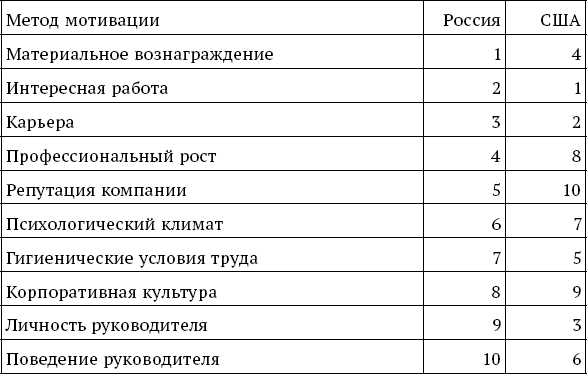 Метод мотивации Россия США
Материальное вознаграждение 1 4
Интересная работа 2 1
Карьера 3 2
Профессиональный рост 4 8
Репутация компании 5 10
Психологический климат 6 7
Гигиенические условия труда 7 5
Корпоративная культура 8 9
Личность руководителя 9 3
Поведение руководителя 10 6